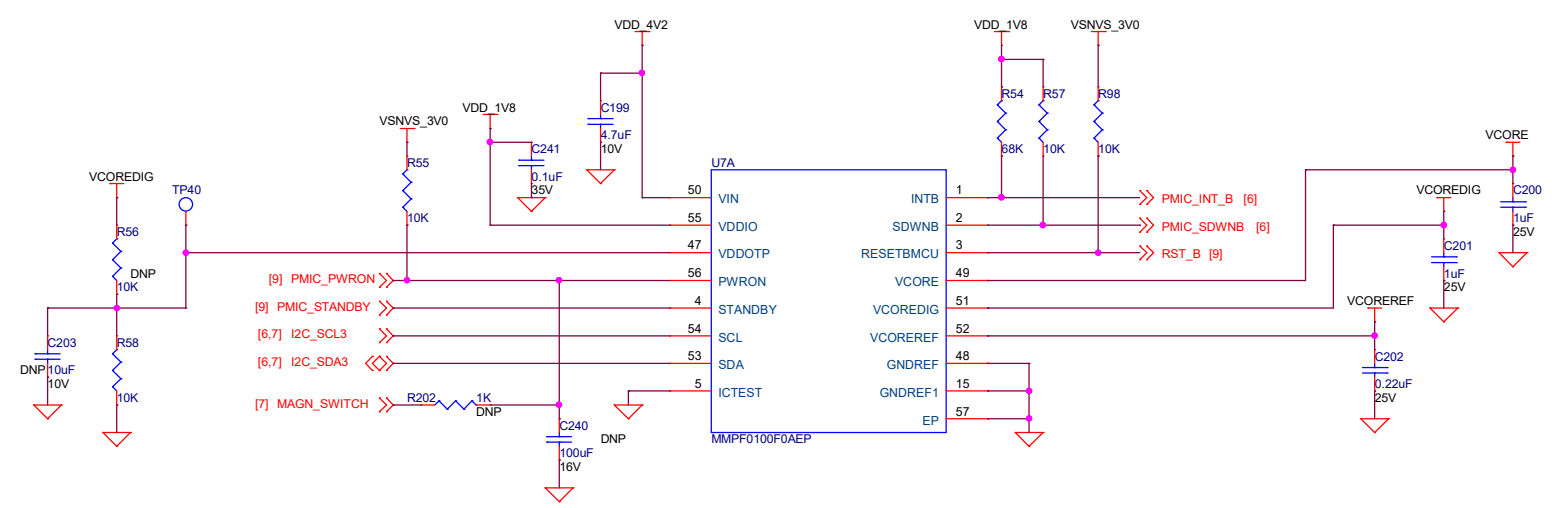 VDD_4V2
VDD_1V8
VSNVS_3V0
C199
4.7uF
10V
R54
68K
R57
10K
R98
10K
VDD_1V8
VSNVS_3V0
C241
0.1uF
35V
R55
10K
VCORE
C200
1uF
25V
VCOREDIG
TP40
R56
DNP
10K
VCOREDIG
C201
1uF
25V
U7A
50 VIN INTB 1 PMIC_INT_B [6]
55 VDDIO SDWNB 2 PMIC_SDWNB [6]
47 VDDOTP RESETBMCU 3 RST_B [9]
[9] PMIC_PWRON 56 PWRON VCORE 49
[9] PMIC_STANDBY 4 STANDBY VCOREDIG 51
[6,7] I2C_SCL3 54 SCL VCOREREF 52
[6,7] I2C_SDA3 53 SDA GNDREF 48
5 ICTEST GNDREF1 15
EP 57
MMPF0100F0AEP
VCOREREF
C202
0.22uF
25V
C203
DNP 10uF
10V
R58
10K
[7] MAGN_SWITCH R202 1K
DNP
C240
DNP
100uF
16V